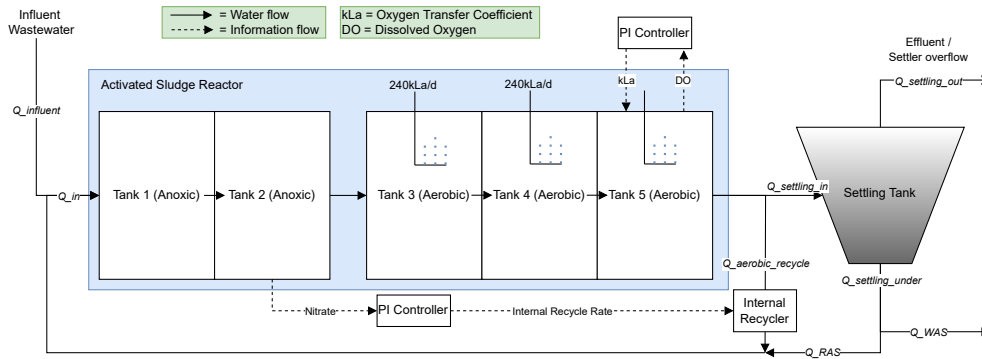 Influent
Wastewater
= Water flow
= Information flow
kLa = Oxygen Transfer Coefficient
DO = Dissolved Oxygen
PI Controller
Effluent /
Settler overflow
kLa
DO
Q_settling_out
Activated Sludge Reactor
240kLa/d
240kLa/d
Q_influent
Q_in
Tank 1 (Anoxic)
Tank 2 (Anoxic)
Tank 3 (Aerobic)
Tank 4 (Aerobic)
Tank 5 (Aerobic)
Q_settling_in
Settling Tank
Q_aerobic_recycle
Q_settling_under
Nitrate
PI Controller
Internal Recycle Rate
Internal
Recycler
Q_WAS
Q_RAS